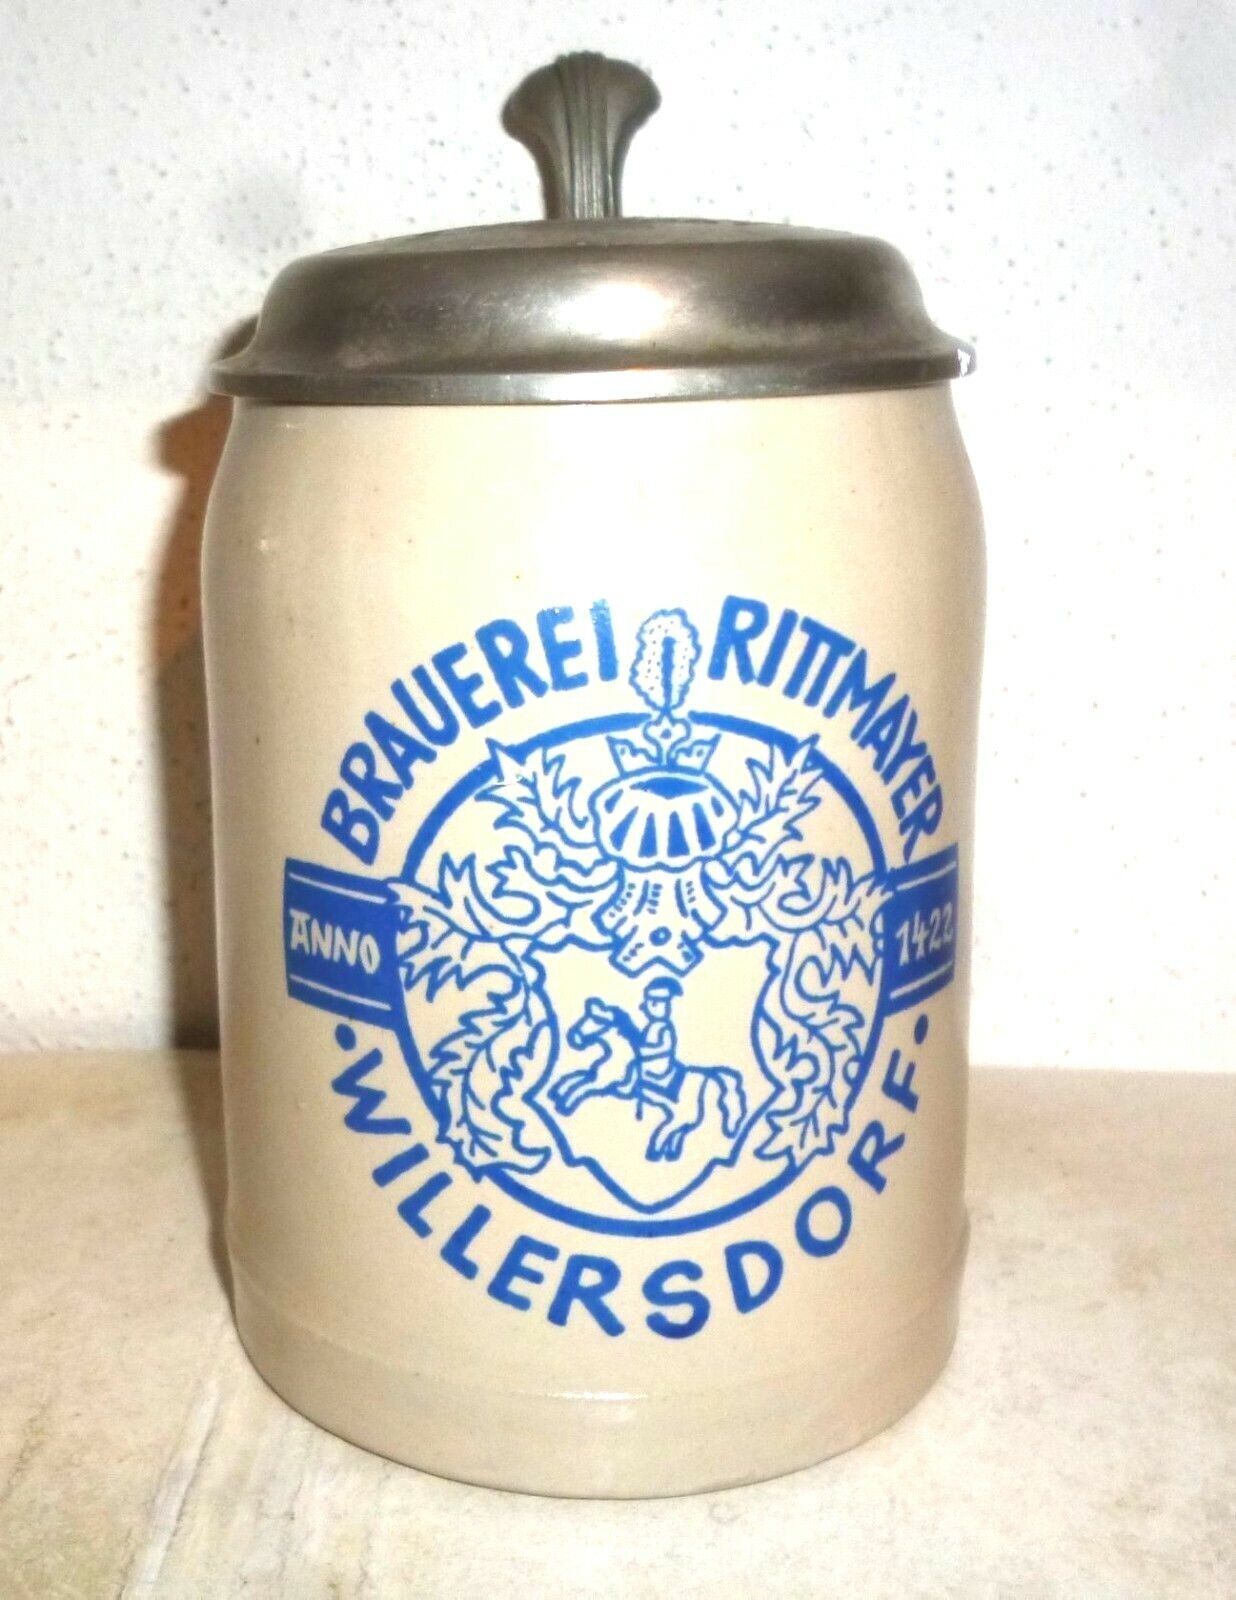 BRAUEREI RITTMAYER
ANNO 1422
• WILLERSDORF •